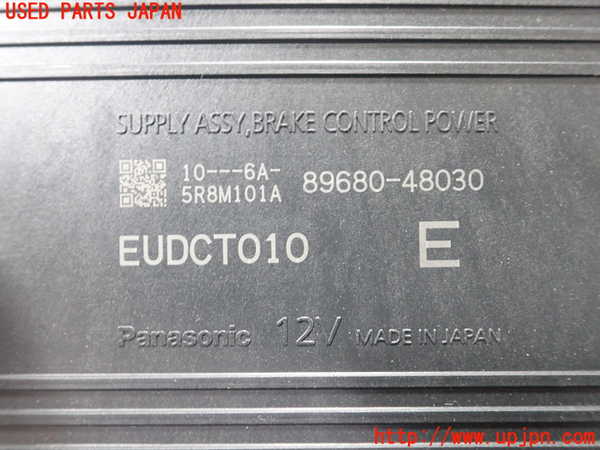 USED PARTS JAPAN
SUPPLY ASSY,BRAKE CONTROL POWER
10---6A-
5R8M101A 89680-48030
EUDCT010 E
Panasonic 12V MADE IN JAPAN
http://www.upjpn.com